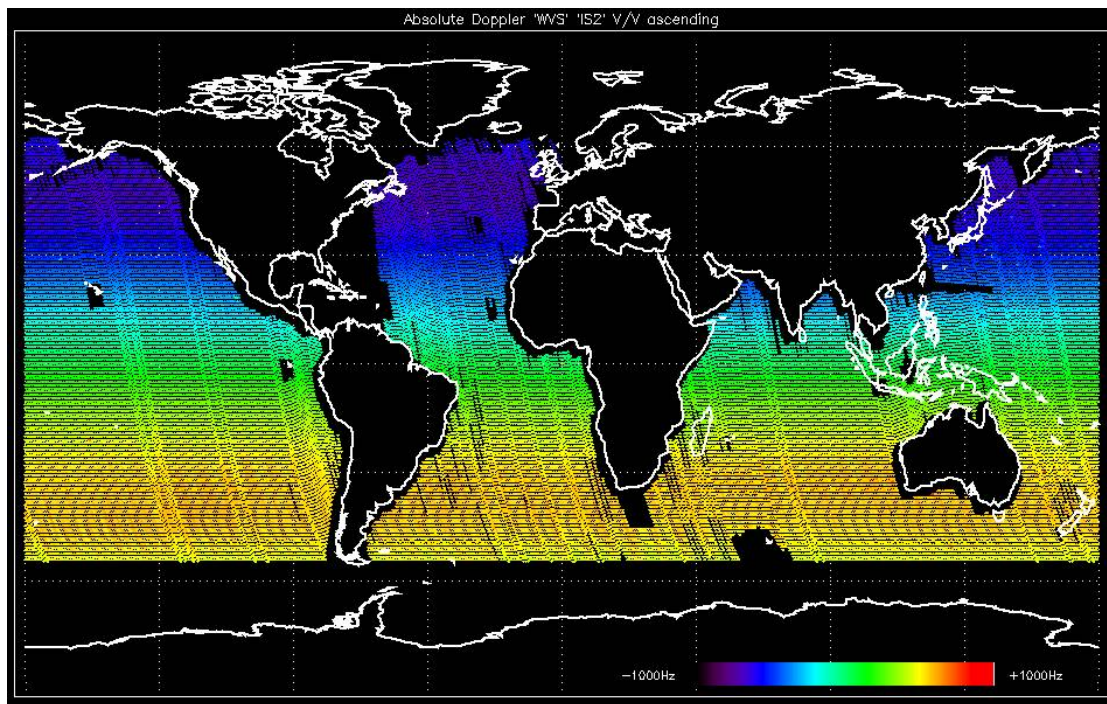 Absolute Doppler 'WVS' 'IS2' V/V ascending
-1000Hz
+1000Hz